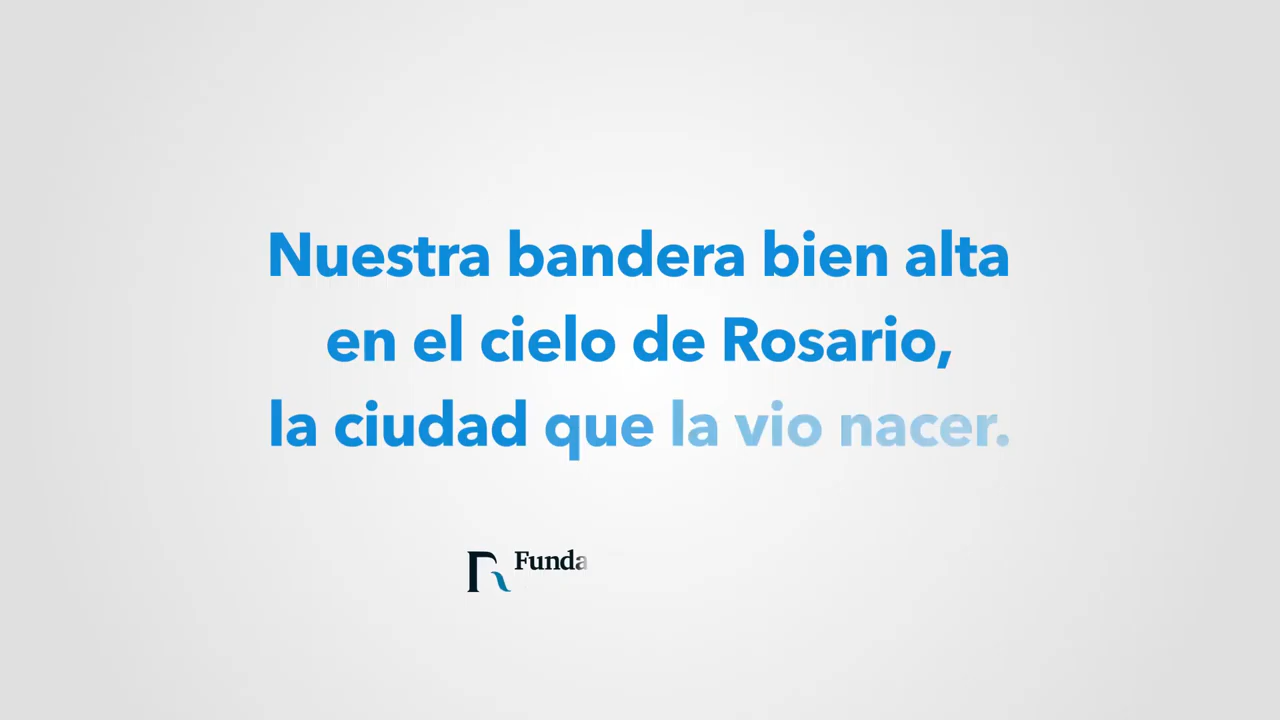 Nuestra bandera bien alta
en el cielo de Rosario,
la ciudad que la vio nacer.
Funda